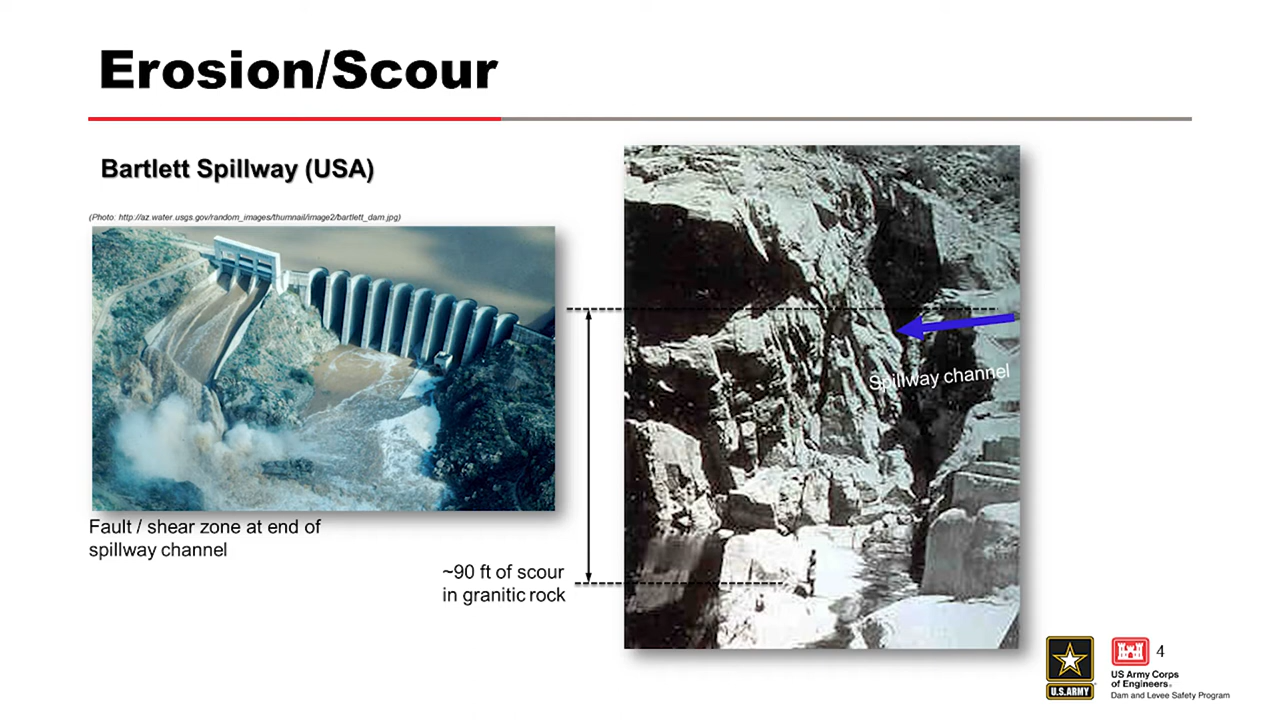 Erosion/Scour
Bartlett Spillway (USA)
(Photo: http://az.water.usgs.gov/random_images/thumnail/image2/bartlett_dam.jpg)
Spillway channel
Fault / shear zone at end of
spillway channel
~90 ft of scour
in granitic rock
4
U.S. ARMY
US Army Corps
of Engineers®
Dam and Levee Safety Program